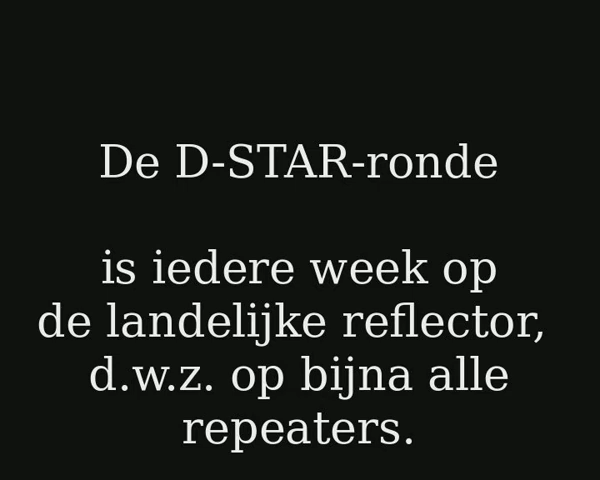 De D-STAR-ronde
is iedere week op
de landelijke reflector,
d.w.z. op bijna alle
repeaters.